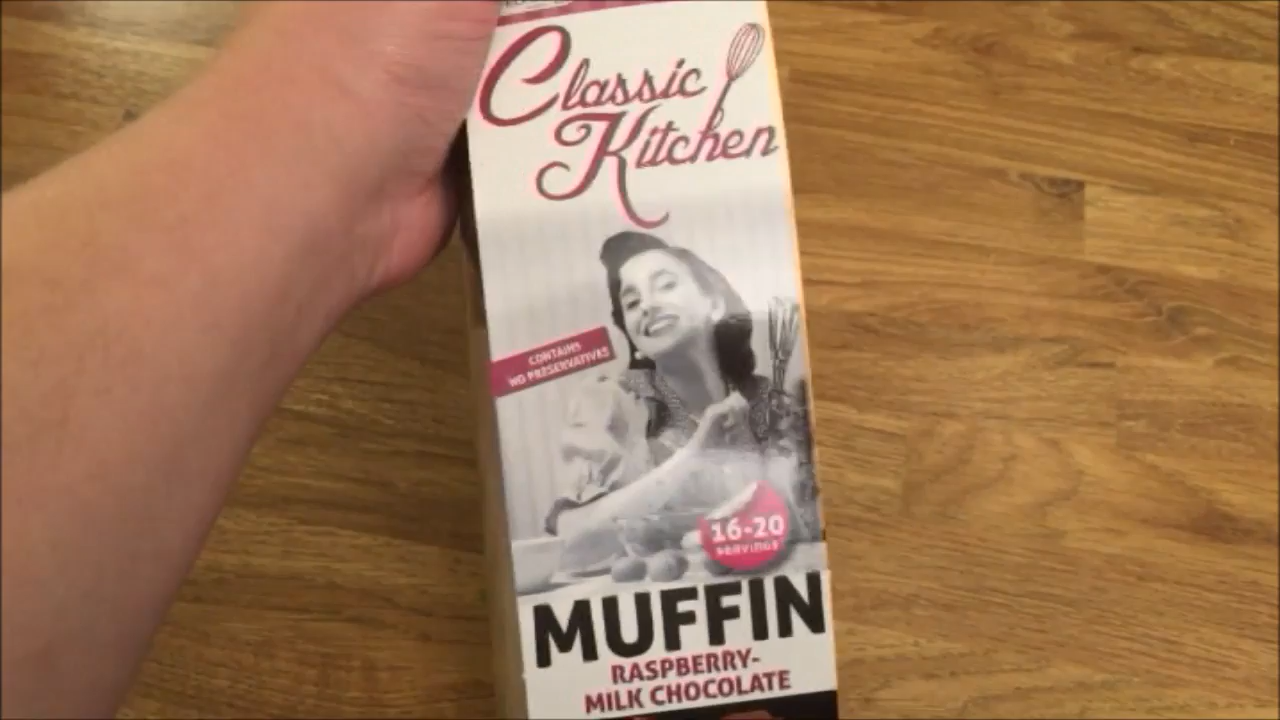 Classic
Kitchen
CONTAINS
NO PRESERVATIVES
16-20
SERVINGS
MUFFIN
RASPBERRY-
MILK CHOCOLATE